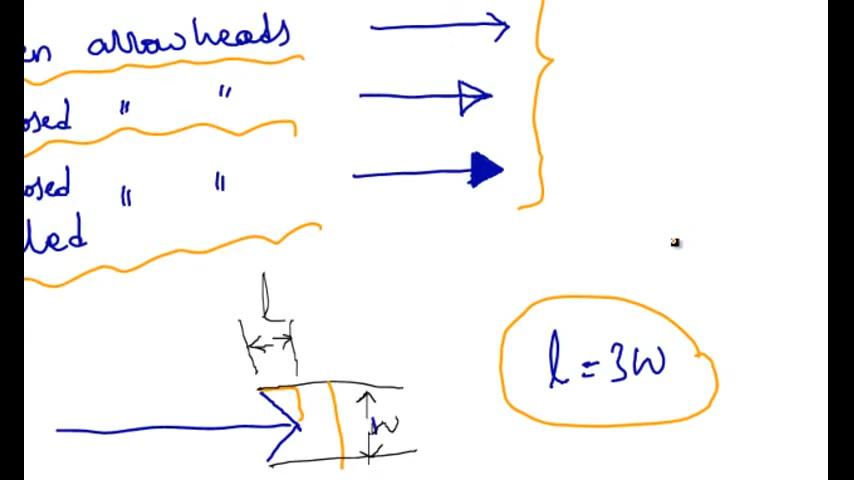 en arrowheads
osed " "
osed " "
led
l
w
l = 3w